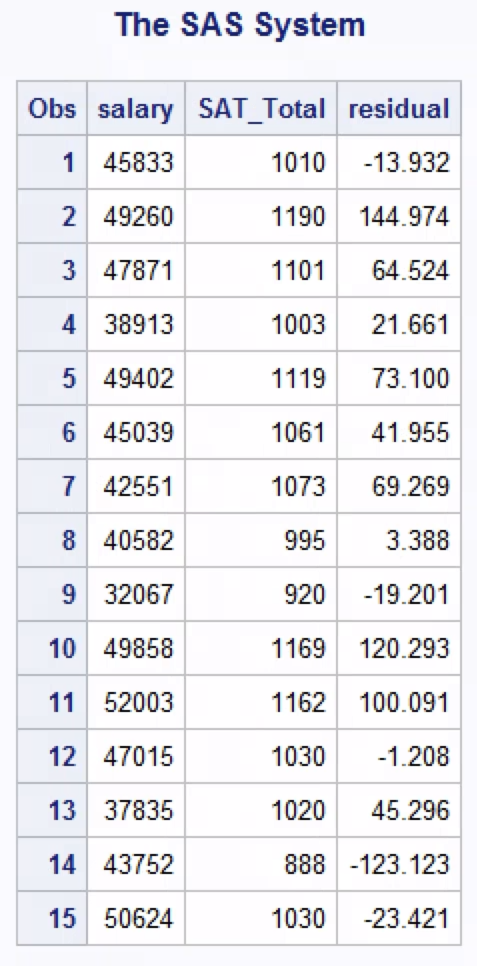 The SAS System
Obs salary SAT_Total residual
1 45833 1010 -13.932
2 49260 1190 144.974
3 47871 1101 64.524
4 38913 1003 21.661
5 49402 1119 73.100
6 45039 1061 41.955
7 42551 1073 69.269
8 40582 995 3.388
9 32067 920 -19.201
10 49858 1169 120.293
11 52003 1162 100.091
12 47015 1030 -1.208
13 37835 1020 45.296
14 43752 888 -123.123
15 50624 1030 -23.421